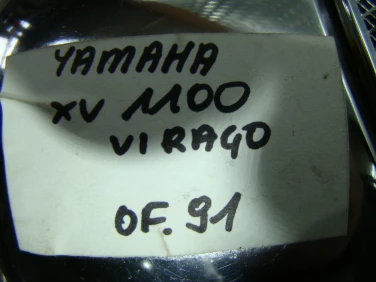 YAMAHA
XV 1100
VIRAGO
OF. 91